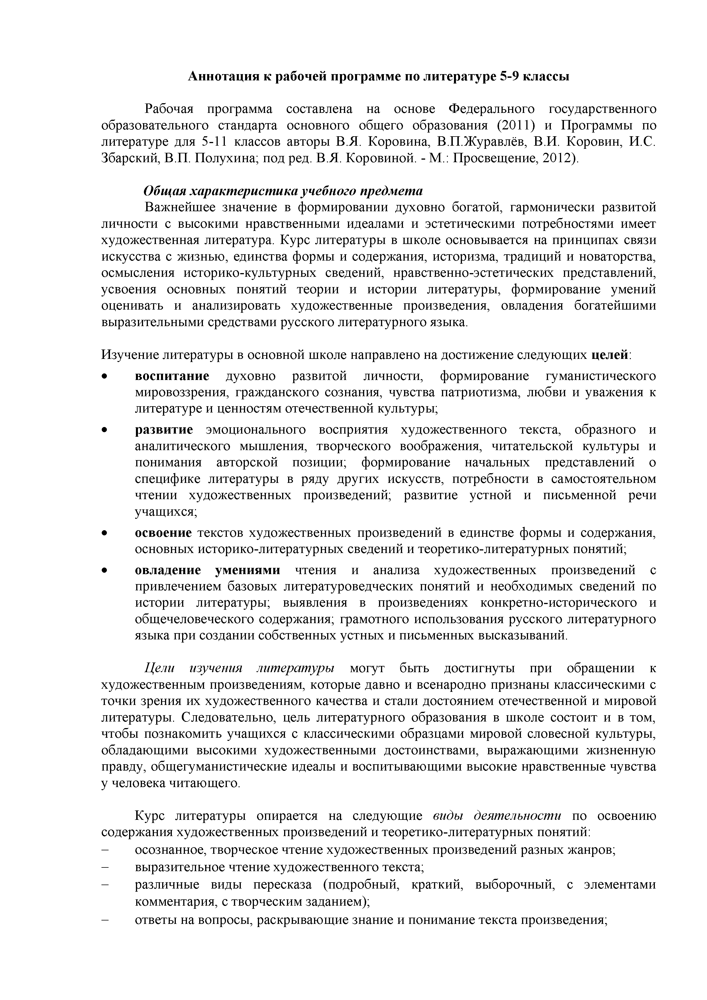 Аннотация к рабочей программе по литературе 5-9 классы
Рабочая программа составлена на основе Федерального государственного
образовательного стандарта основного общего образования (2011) и Программы по
литературе для 5-11 классов авторы В.Я. Коровина, В.П.Журавлёв, В.И. Коровин, И.С.
Збарский, В.П. Полухина; под ред. В.Я. Коровиной. - М.: Просвещение, 2012).
Общая характеристика учебного предмета
Важнейшее значение в формировании духовно богатой, гармонически развитой
личности с высокими нравственными идеалами и эстетическими потребностями имеет
художественная литература. Курс литературы в школе основывается на принципах связи
искусства с жизнью, единства формы и содержания, историзма, традиций и новаторства,
осмысления историко-культурных сведений, нравственно-эстетических представлений,
усвоения основных понятий теории и истории литературы, формирование умений
оценивать и анализировать художественные произведения, овладения богатейшими
выразительными средствами русского литературного языка.
Изучение литературы в основной школе направлено на достижение следующих целей:
• воспитание духовно развитой личности, формирование гуманистического
мировоззрения, гражданского сознания, чувства патриотизма, любви и уважения к
литературе и ценностям отечественной культуры;
• развитие эмоционального восприятия художественного текста, образного и
аналитического мышления, творческого воображения, читательской культуры и
понимания авторской позиции; формирование начальных представлений о
специфике литературы в ряду других искусств, потребности в самостоятельном
чтении художественных произведений; развитие устной и письменной речи
учащихся;
• освоение текстов художественных произведений в единстве формы и содержания,
основных историко-литературных сведений и теоретико-литературных понятий;
• овладение умениями чтения и анализа художественных произведений с
привлечением базовых литературоведческих понятий и необходимых сведений по
истории литературы; выявления в произведениях конкретно-исторического и
общечеловеческого содержания; грамотного использования русского литературного
языка при создании собственных устных и письменных высказываний.
Цели изучения литературы могут быть достигнуты при обращении к
художественным произведениям, которые давно и всенародно признаны классическими с
точки зрения их художественного качества и стали достоянием отечественной и мировой
литературы. Следовательно, цель литературного образования в школе состоит и в том,
чтобы познакомить учащихся с классическими образцами мировой словесной культуры,
обладающими высокими художественными достоинствами, выражающими жизненную
правду, общегуманистические идеалы и воспитывающими высокие нравственные чувства
у человека читающего.
Курс литературы опирается на следующие виды деятельности по освоению
содержания художественных произведений и теоретико-литературных понятий:
– осознанное, творческое чтение художественных произведений разных жанров;
– выразительное чтение художественного текста;
– различные виды пересказа (подробный, краткий, выборочный, с элементами
комментария, с творческим заданием);
– ответы на вопросы, раскрывающие знание и понимание текста произведения;